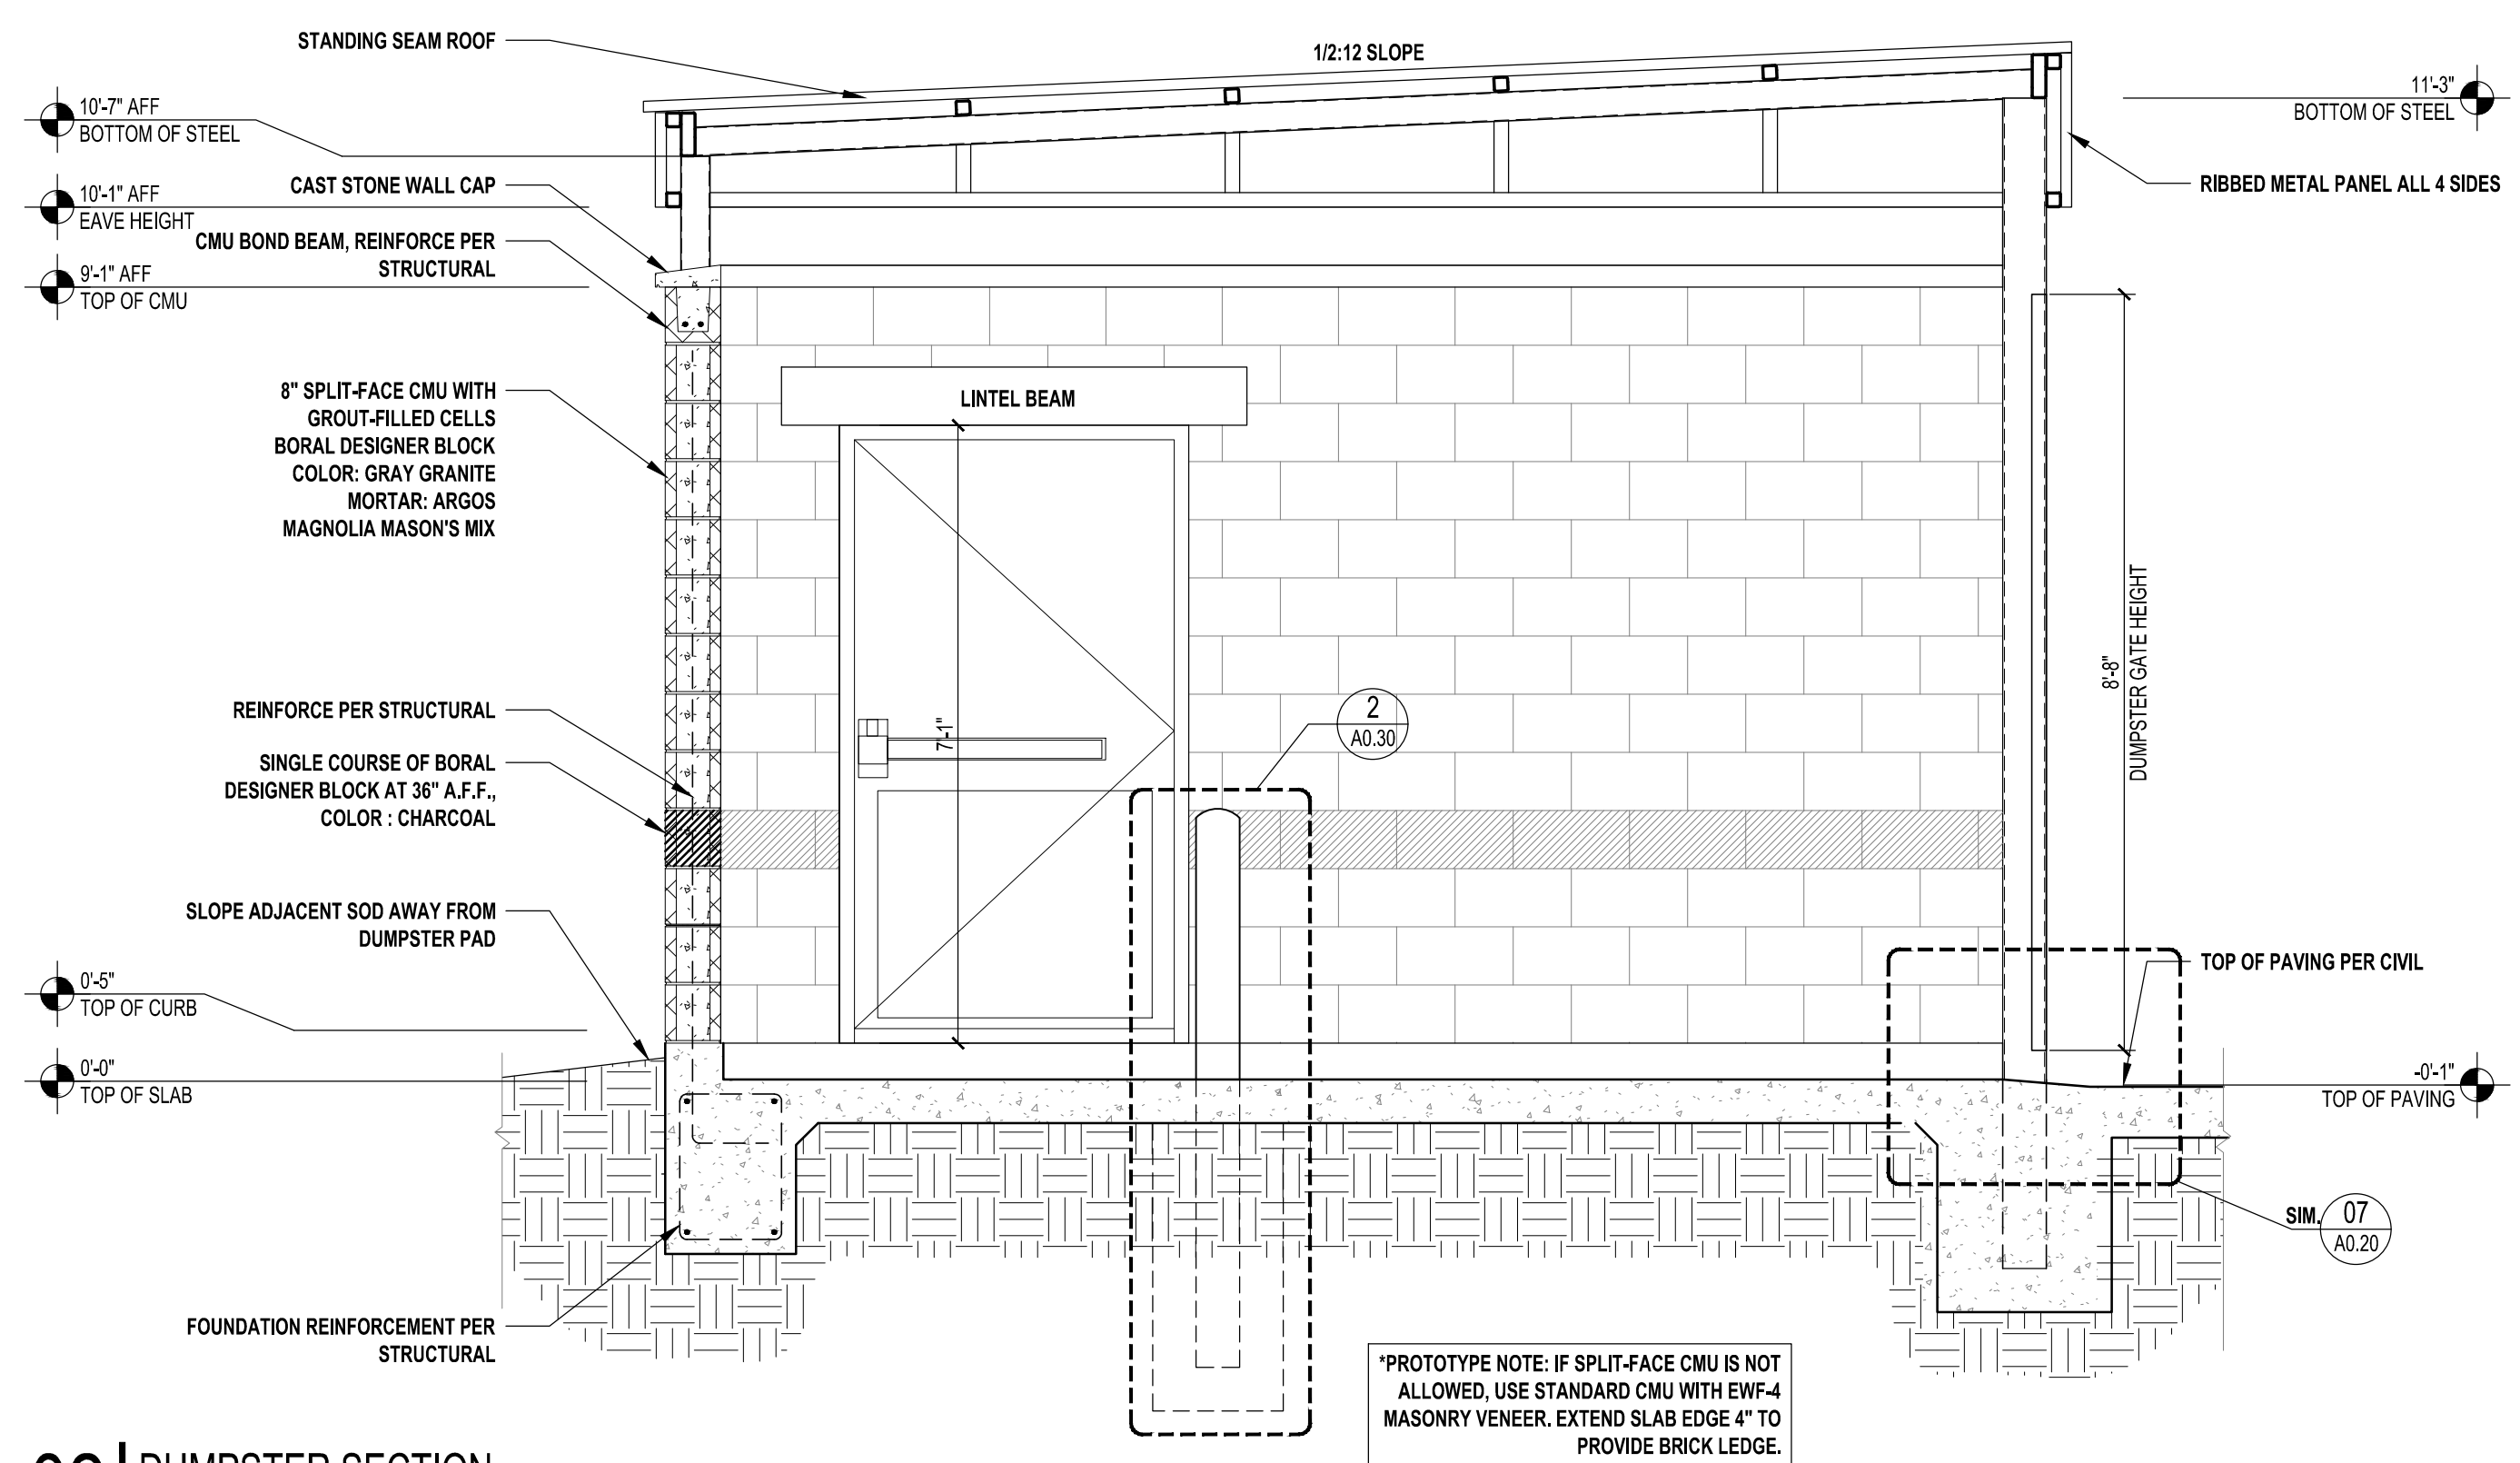 STANDING SEAM ROOF
1/2:12 SLOPE
10'-7" AFF
BOTTOM OF STEEL
11'-3"
BOTTOM OF STEEL
CAST STONE WALL CAP
RIBBED METAL PANEL ALL 4 SIDES
10'-1" AFF
EAVE HEIGHT
CMU BOND BEAM, REINFORCE PER
STRUCTURAL
9'-1" AFF
TOP OF CMU
8" SPLIT-FACE CMU WITH
GROUT-FILLED CELLS
BORAL DESIGNER BLOCK
COLOR: GRAY GRANITE
MORTAR: ARGOS
MAGNOLIA MASON'S MIX
LINTEL BEAM
7'-1"
8'-8"
DUMPSTER GATE HEIGHT
REINFORCE PER STRUCTURAL
2
A0.30
SINGLE COURSE OF BORAL
DESIGNER BLOCK AT 36" A.F.F.,
COLOR : CHARCOAL
SLOPE ADJACENT SOD AWAY FROM
DUMPSTER PAD
TOP OF PAVING PER CIVIL
0'-5"
TOP OF CURB
0'-0"
TOP OF SLAB
-0'-1"
TOP OF PAVING
SIM.
07
A0.20
FOUNDATION REINFORCEMENT PER
STRUCTURAL
*PROTOTYPE NOTE: IF SPLIT-FACE CMU IS NOT
ALLOWED, USE STANDARD CMU WITH EWF-4
MASONRY VENEER. EXTEND SLAB EDGE 4" TO
PROVIDE BRICK LEDGE.
DUMPSTER SECTION